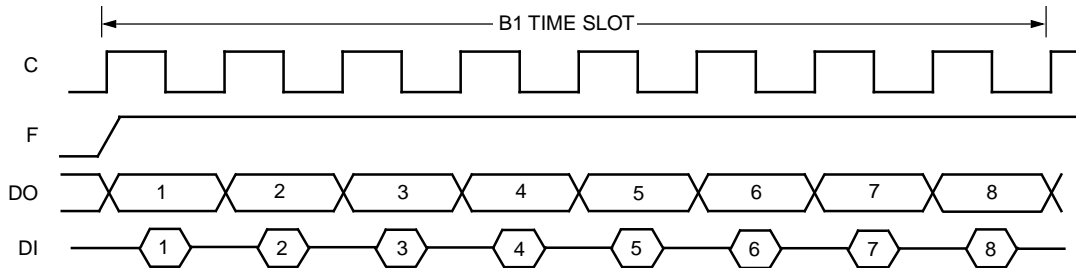 B1 TIME SLOT
C
F
DO 1 2 3 4 5 6 7 8
DI 1 2 3 4 5 6 7 8